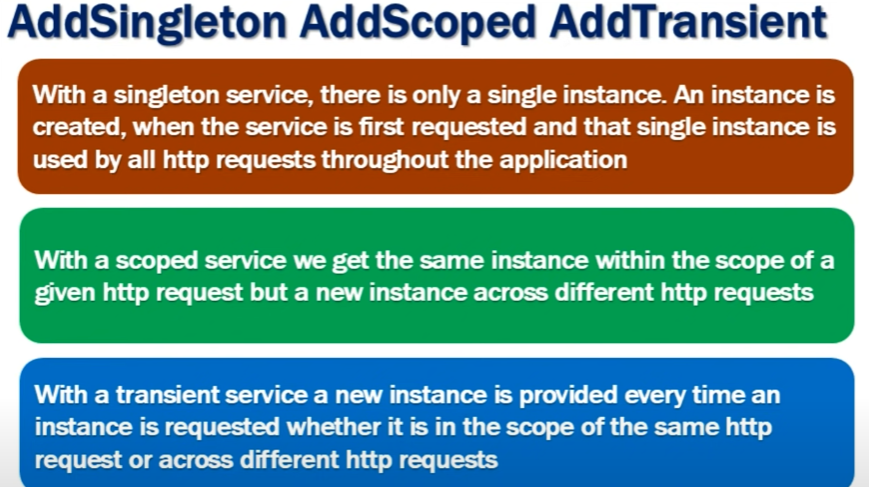 AddSingleton AddScoped AddTransient
With a singleton service, there is only a single instance. An instance is
created, when the service is first requested and that single instance is
used by all http requests throughout the application
With a scoped service we get the same instance within the scope of a
given http request but a new instance across different http requests
With a transient service a new instance is provided every time an
instance is requested whether it is in the scope of the same http
request or across different http requests